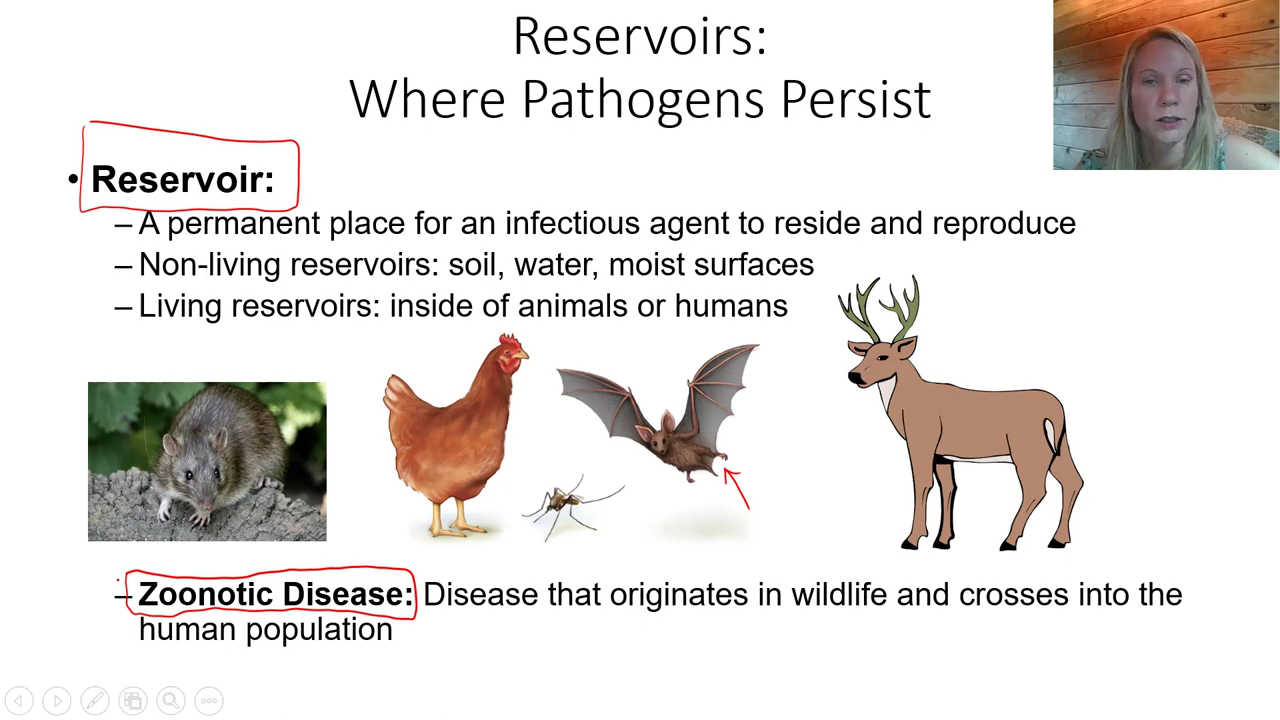 Reservoirs:
Where Pathogens Persist
• Reservoir:
– A permanent place for an infectious agent to reside and reproduce
– Non-living reservoirs: soil, water, moist surfaces
– Living reservoirs: inside of animals or humans
– Zoonotic Disease: Disease that originates in wildlife and crosses into the
human population